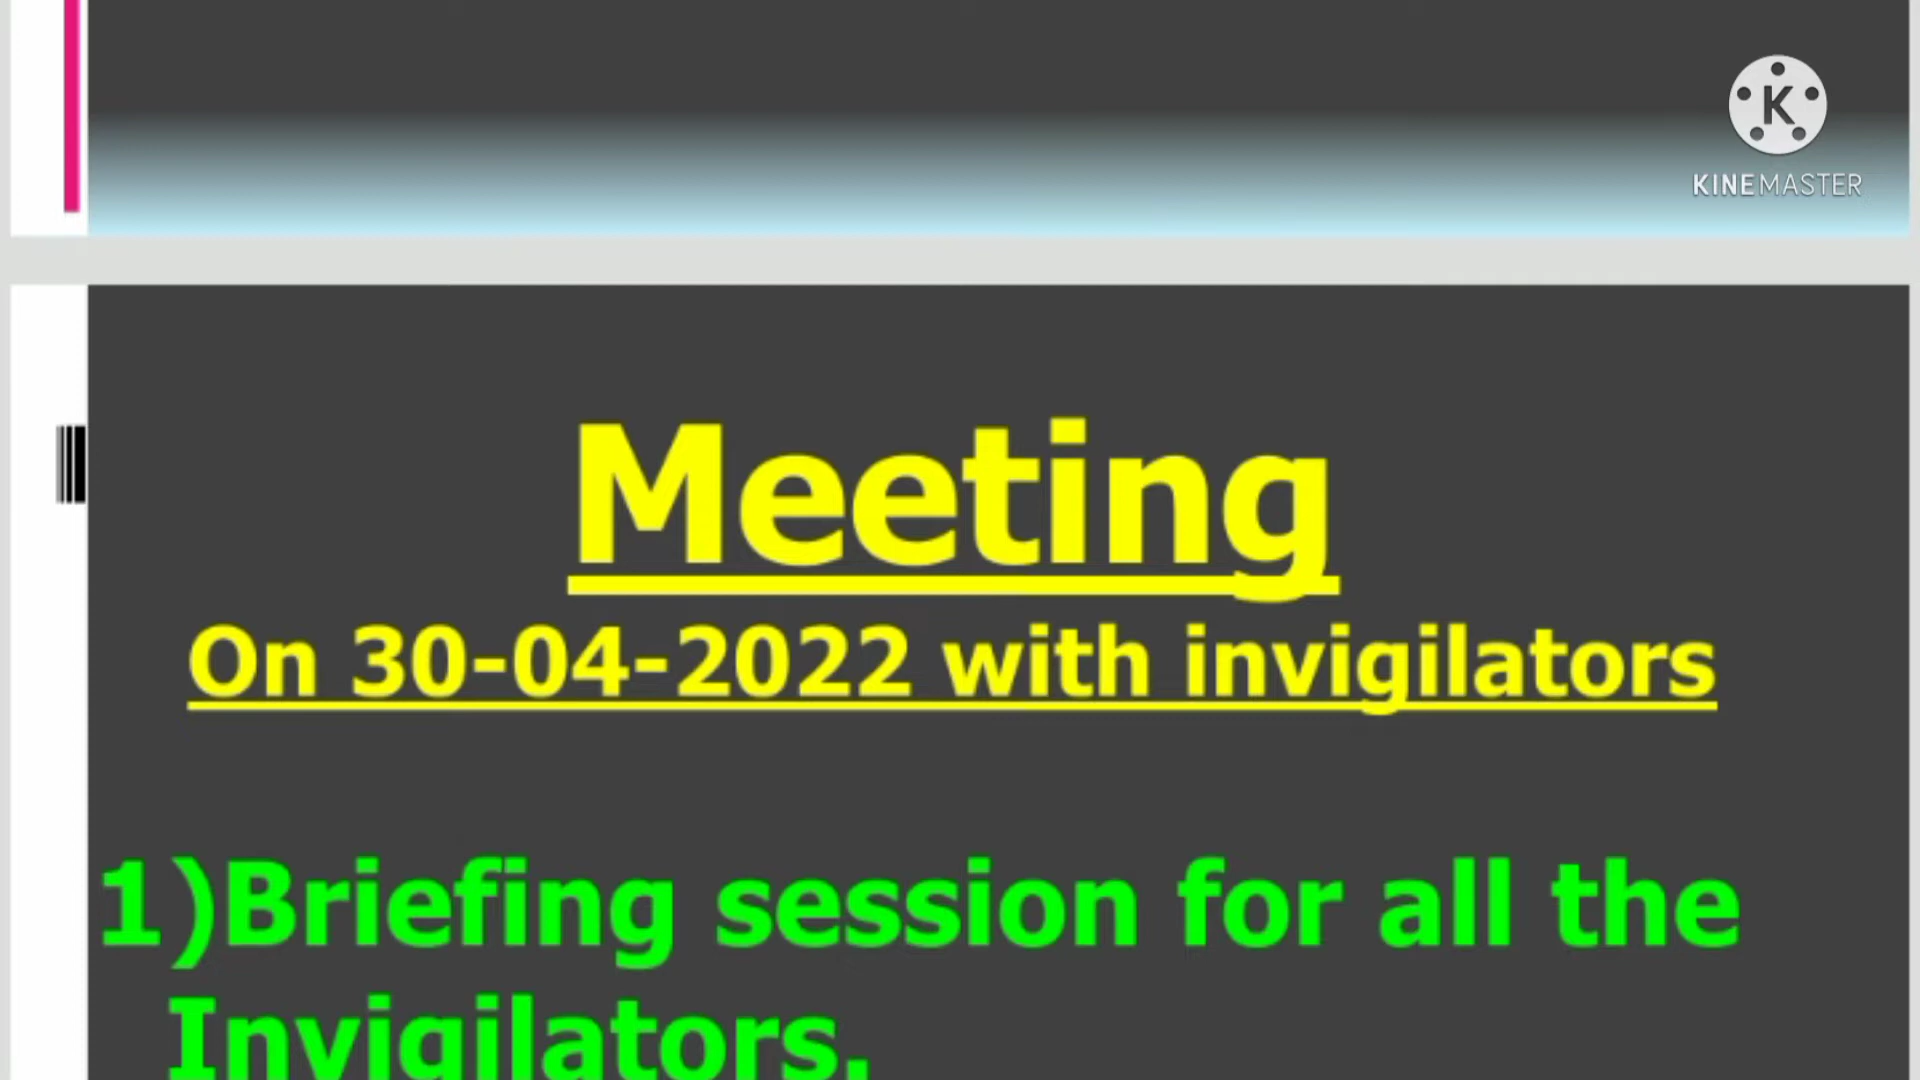 K
KINEMASTER
Meeting
On 30-04-2022 with invigilators
1)Briefing session for all the
Invigilators.